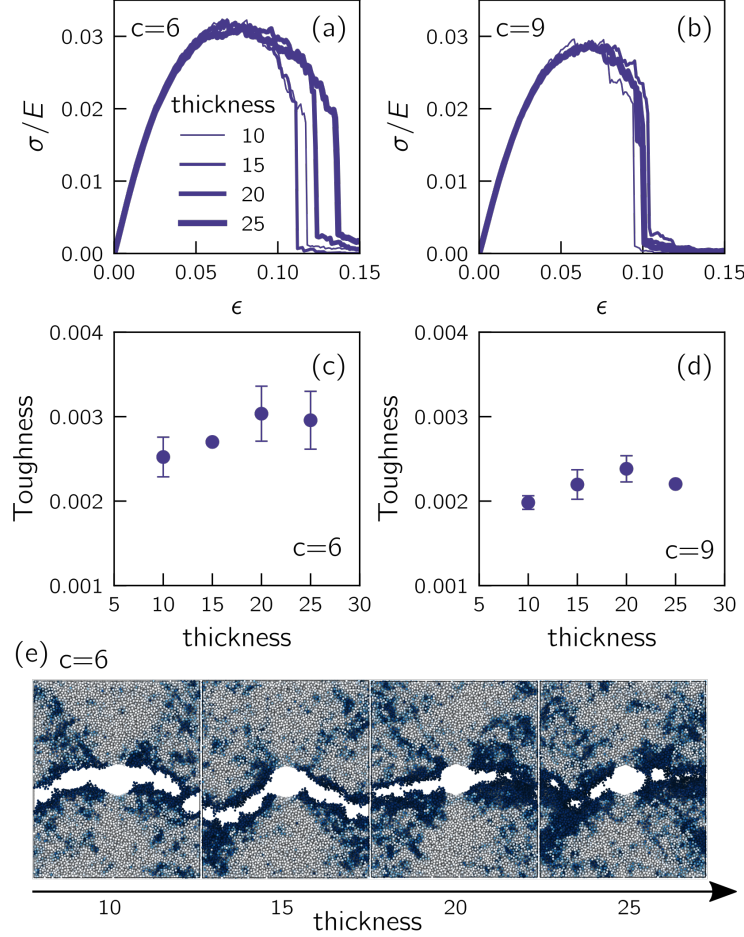 c=6 (a)
σ/E
0.03
0.02
0.01
0.00
thickness
10
15
20
25
0.00 0.05 0.10 0.15
ϵ
c=9 (b)
σ/E
0.03
0.02
0.01
0.00
0.00 0.05 0.10 0.15
ϵ
(c)
Toughness
0.004
0.003
0.002
0.001
c=6
5 10 15 20 25 30
thickness
(d)
Toughness
0.004
0.003
0.002
0.001
c=9
5 10 15 20 25 30
thickness
(e) c=6
10 15 20 25
thickness